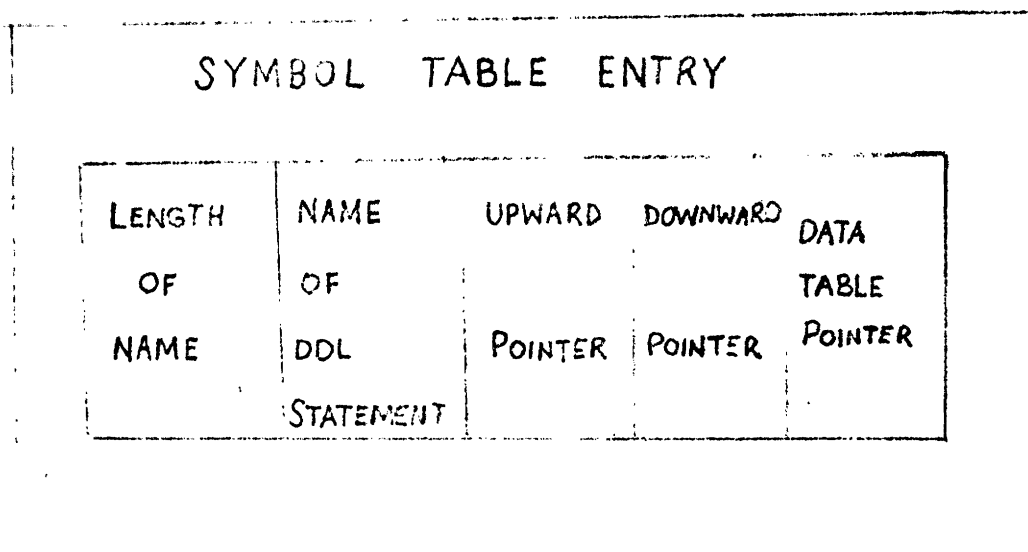 SYMBOL TABLE ENTRY
LENGTH
OF
NAME
NAME
OF
DDL
STATEMENT
UPWARD
POINTER
DOWNWARD
POINTER
DATA
TABLE
POINTER